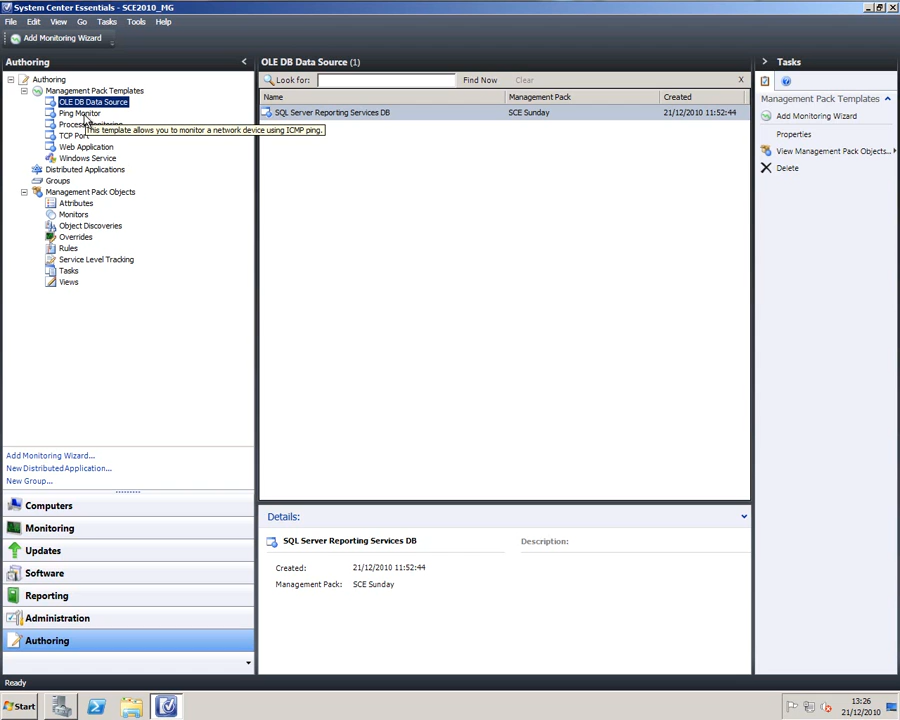 System Center Essentials - SCE2010_MG
File Edit View Go Tasks Tools Help
Add Monitoring Wizard
Authoring
OLE DB Data Source (1)
Tasks
Authoring
Management Pack Templates
OLE DB Data Source
Ping Monitor
Process Monitoring
TCP Port
Web Application
Windows Service
Distributed Applications
Groups
Management Pack Objects
Attributes
Monitors
Object Discoveries
Overrides
Rules
Service Level Tracking
Tasks
Views
This template allows you to monitor a network device using ICMP ping.
Look for: Find Now Clear X
Name Management Pack Created
SQL Server Reporting Services DB SCE Sunday 21/12/2010 11:52:44
Management Pack Templates
Add Monitoring Wizard
Properties
View Management Pack Objects...
Delete
Add Monitoring Wizard...
New Distributed Application...
New Group...
Computers
Monitoring
Updates
Software
Reporting
Administration
Authoring
Details:
SQL Server Reporting Services DB
Description:
Created: 21/12/2010 11:52:44
Management Pack: SCE Sunday
Ready
Start
13:26
21/12/2010